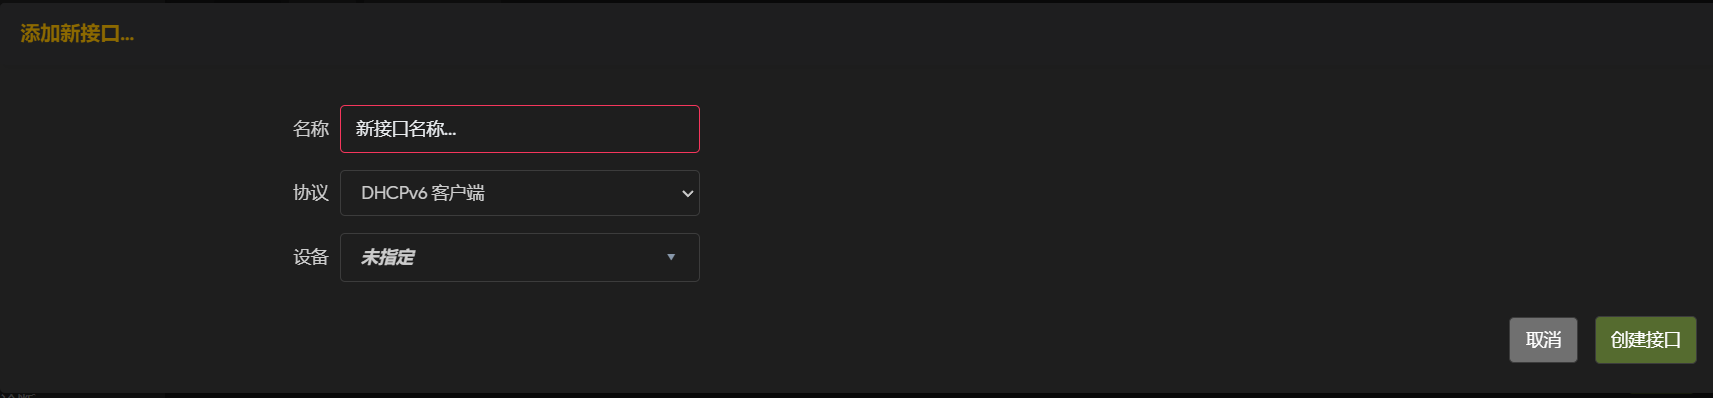 添加新接口...
名称 新接口名称...
协议 DHCPv6 客户端
设备 未指定
取消 创建接口